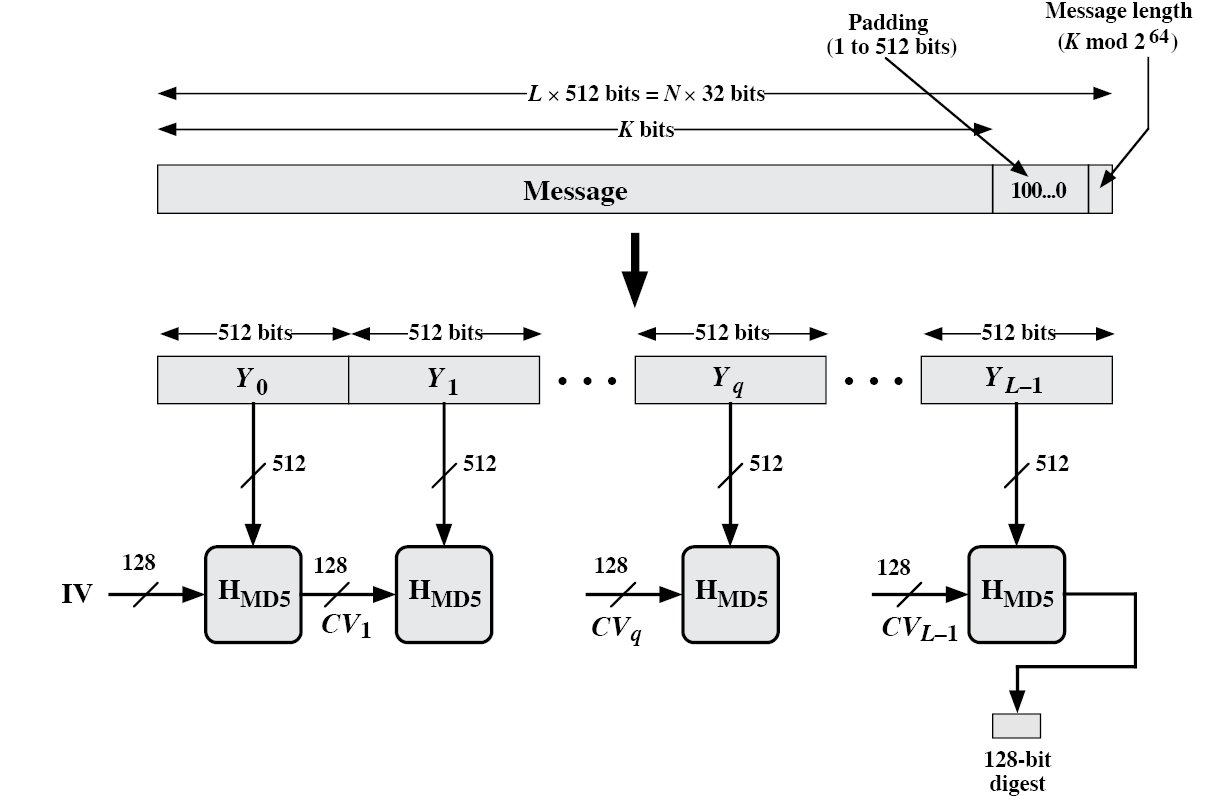 Padding
(1 to 512 bits)
Message length
(K mod 2^64)
L × 512 bits = N × 32 bits
K bits
Message
100...0
512 bits
512 bits
512 bits
512 bits
Y0
Y1
• • •
Yq
• • •
YL–1
512
512
512
512
IV
128
HMD5
128
CV1
HMD5
128
CVq
HMD5
128
CVL–1
HMD5
128-bit
digest